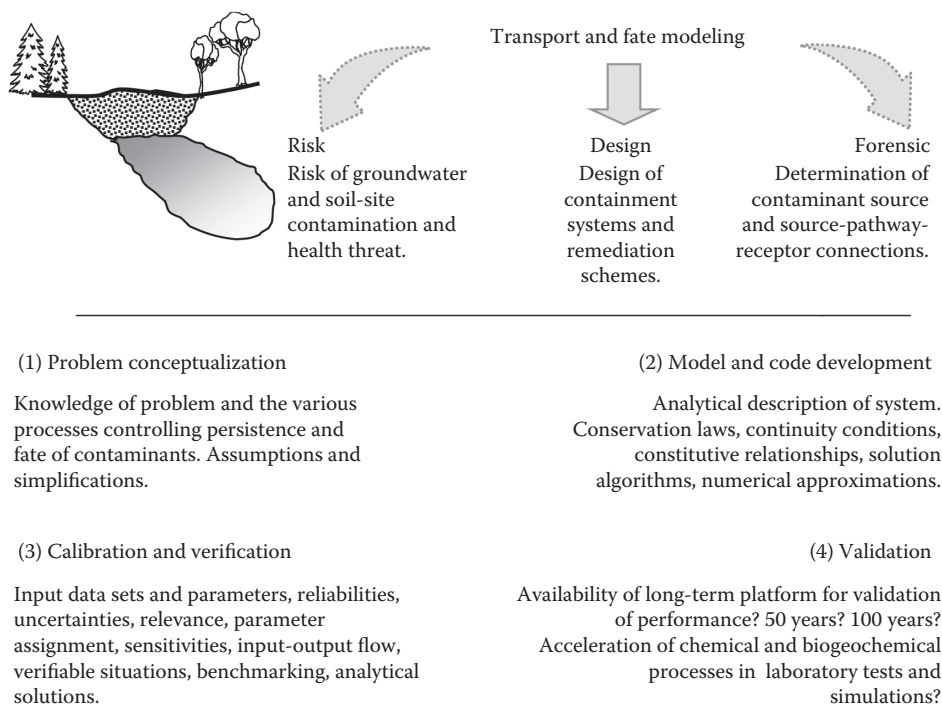 Transport and fate modeling
Risk
Risk of groundwater
and soil-site
contamination and
health threat.
Design
Design of
containment
systems and
remediation
schemes.
Forensic
Determination of
contaminant source
and source-pathway-
receptor connections.
(1) Problem conceptualization
Knowledge of problem and the various
processes controlling persistence and
fate of contaminants. Assumptions and
simplifications.
(2) Model and code development
Analytical description of system.
Conservation laws, continuity conditions,
constitutive relationships, solution
algorithms, numerical approximations.
(3) Calibration and verification
Input data sets and parameters, reliabilities,
uncertainties, relevance, parameter
assignment, sensitivities, input-output flow,
verifiable situations, benchmarking, analytical
solutions.
(4) Validation
Availability of long-term platform for validation
of performance? 50 years? 100 years?
Acceleration of chemical and biogeochemical
processes in laboratory tests and
simulations?